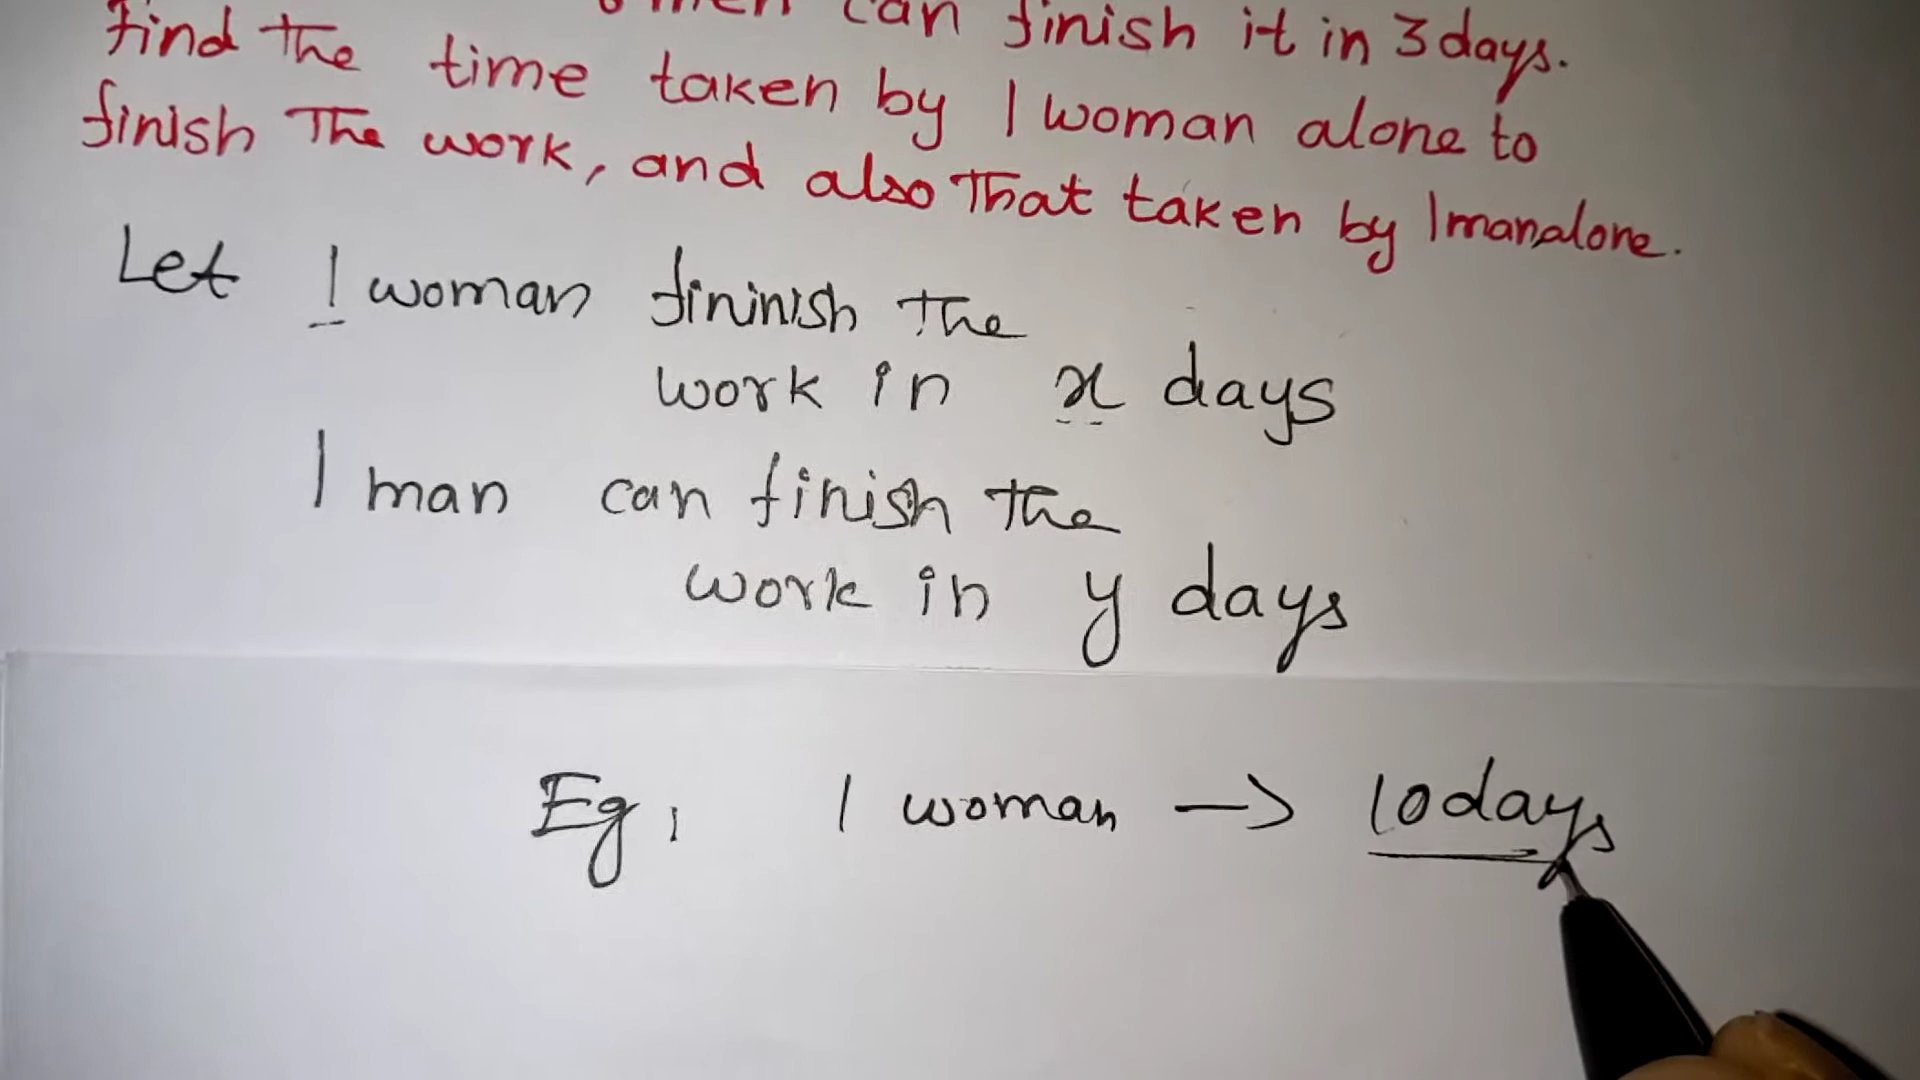 men can finish it in 3 days.
Find the time taken by 1 woman alone to
finish the work, and also that taken by 1 man alone.
Let 1 woman fininish the
work in x days
1 man can finish the
work in y days
Eg: 1 woman -> 10 days